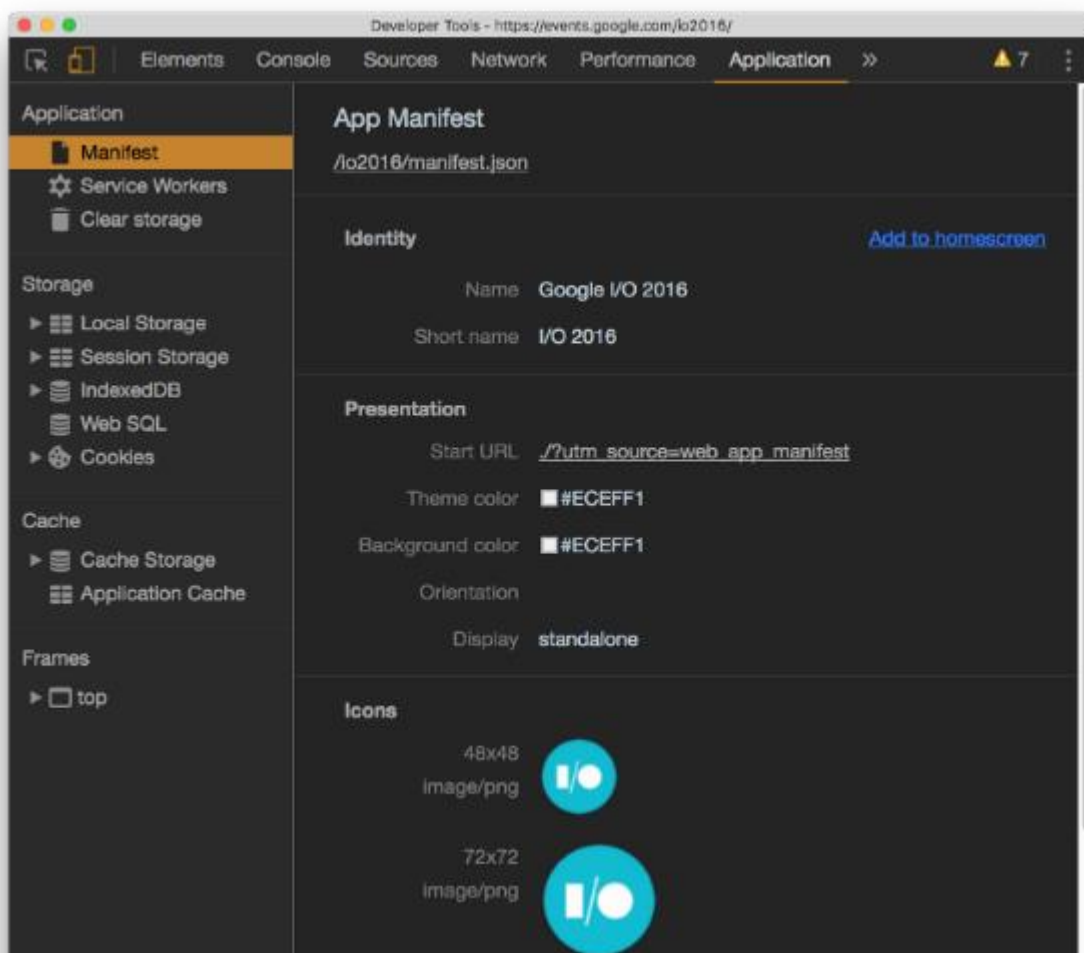 Developer Tools - https://events.google.com/io2016/
Elements Console Sources Network Performance Application » 7
Application
Manifest
Service Workers
Clear storage
Storage
Local Storage
Session Storage
IndexedDB
Web SQL
Cookies
Cache
Cache Storage
Application Cache
Frames
top
App Manifest
/io2016/manifest.json
Identity Add to homescreen
Name Google I/O 2016
Short name I/O 2016
Presentation
Start URL ./?utm_source=web_app_manifest
Theme color #ECEFF1
Background color #ECEFF1
Orientation
Display standalone
Icons
48x48
image/png
I/O
72x72
image/png
I/O